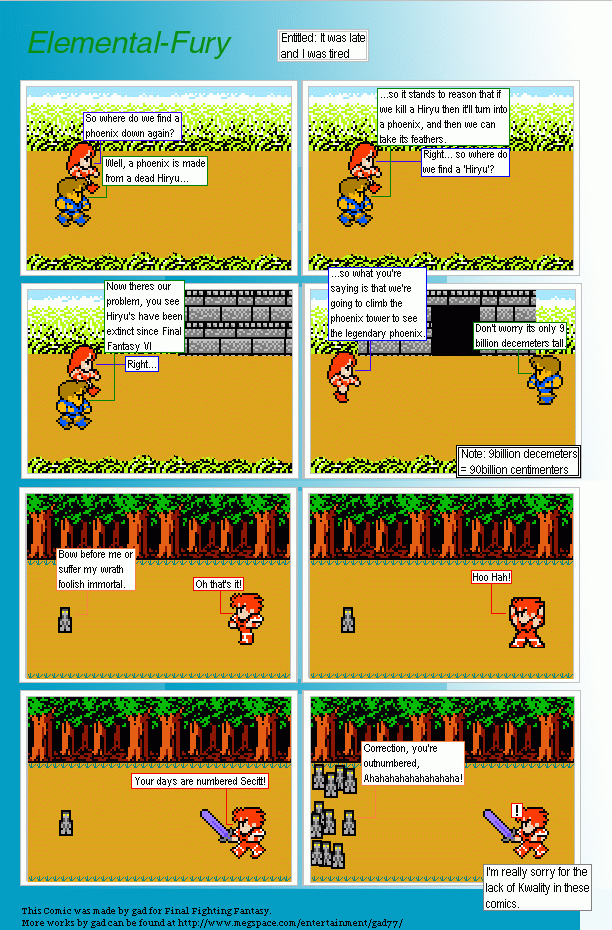 Elemental-Fury
Entitled: It was late
and I was tired
So where do we find a
phoenix down again?
Well, a phoenix is made
from a dead Hiryu...
...so it stands to reason that if
we kill a Hiryu then it'll turn into
a phoenix, and then we can
take its feathers.
Right... so where do
we find a 'Hiryu'?
Now theres our
problem, you see
Hiryu's have been
extinct since Final
Fantasy VI
Right...
...so what you're
saying is that we're
going to climb the
phoenix tower to see
the legendary phoenix.
Don't worry its only 9
billion decemeters tall.
Note: 9billion decemeters
= 90billion centimenters
Bow before me or
suffer my wrath
foolish immortal.
Oh that's it!
Hoo Hah!
Your days are numbered Secitt!
Correction, you're
outnumbered,
Ahahahahahahahaha!
!
I'm really sorry for the
lack of Kwality in these
comics.
This Comic was made by gad for Final Fighting Fantasy.
More works by gad can be found at http://www.megspace.com/entertainment/gad77/